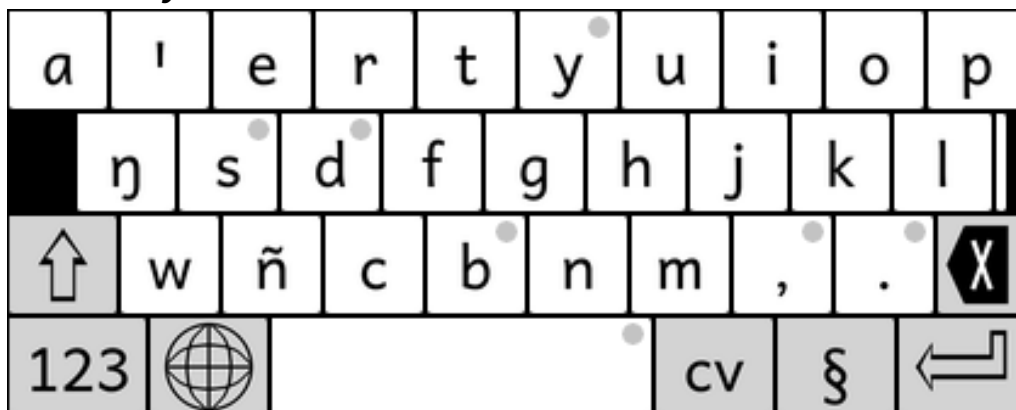 a ˈ e r t y u i o p
ŋ s d f g h j k l
w ñ c b n m , .
123 cv §